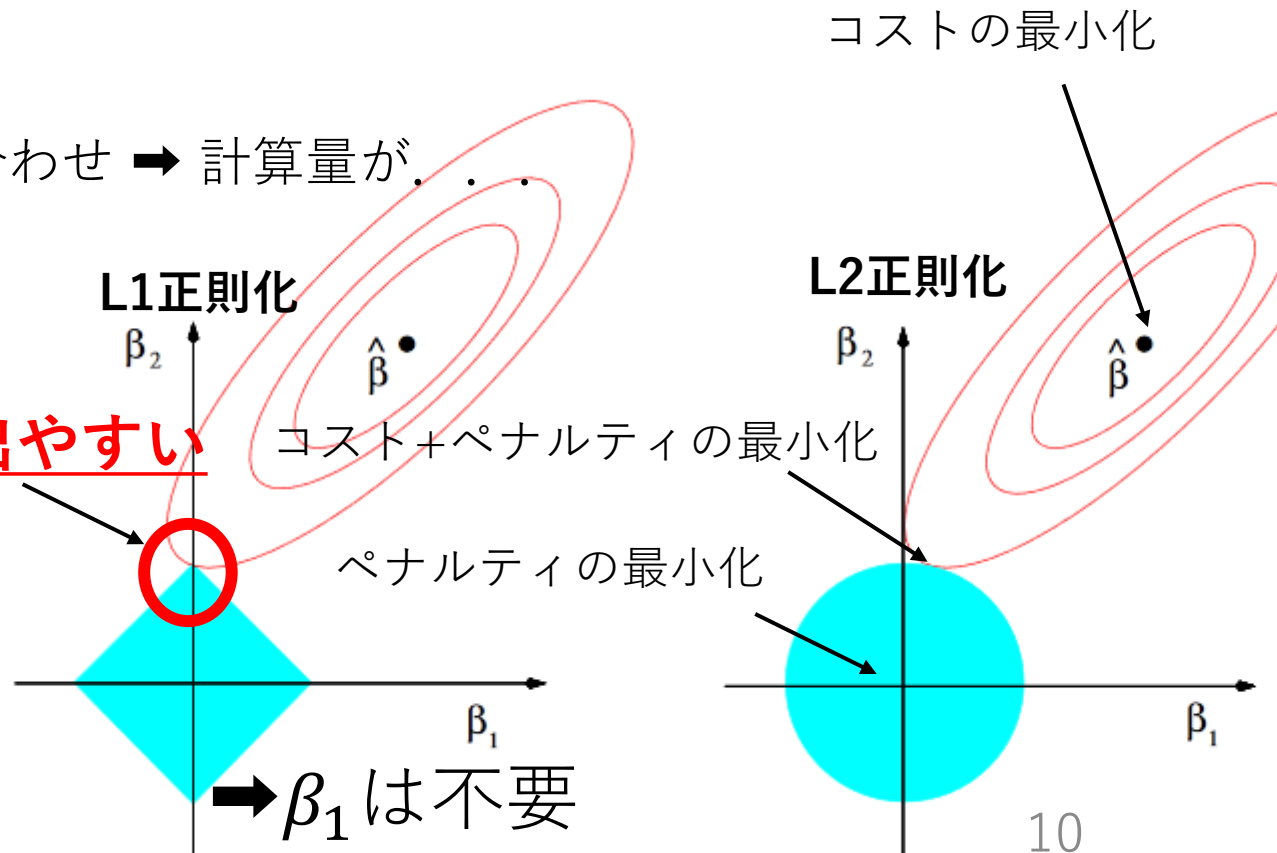 コストの最小化
わせ ➡ 計算量が. . .
L1正則化
L2正則化
β₂
β₂
β̂
β̂
出やすい
コスト+ペナルティの最小化
ペナルティの最小化
β₁
β₁
➡β₁は不要
10